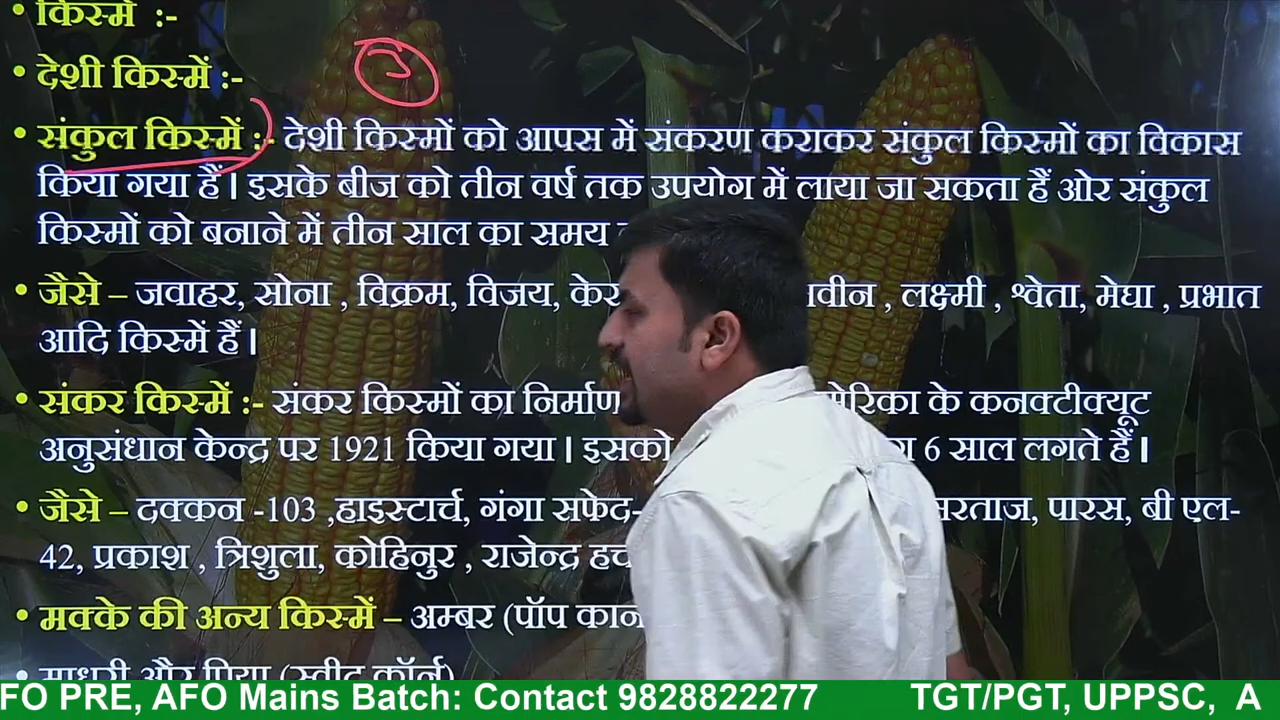 • किस्में :-
• देशी किस्में :-
3
• संकुल किस्में :- देशी किस्मों को आपस में संकरण कराकर संकुल किस्मों का विकास
किया गया हैं। इसके बीज को तीन वर्ष तक उपयोग में लाया जा सकता हैं ओर संकुल
किस्मों को बनाने में तीन साल का समय
• जैसे – जवाहर, सोना , विक्रम, विजय, , लक्ष्मी , श्वेता, मेघा , प्रभात
आदि किस्में हैं।
• संकर किस्में :- संकर किस्मों का निर्माण के कनक्टीक्यूट
अनुसंधान केन्द्र पर 1921 किया गया। इसको 6 साल लगते हैं।
• जैसे – दक्कन -103 ,हाइस्टार्च, गंगा सफेद- पारस, बी एल-
42, प्रकाश , त्रिशुला, कोहिनुर , राजेन्द्र
• मक्के की अन्य किस्में – अम्बर (पॉप
• माधुरी और प्रिया (स्वीट कॉर्न)
FO PRE, AFO Mains Batch: Contact 9828822277 TGT/PGT, UPPSC, A